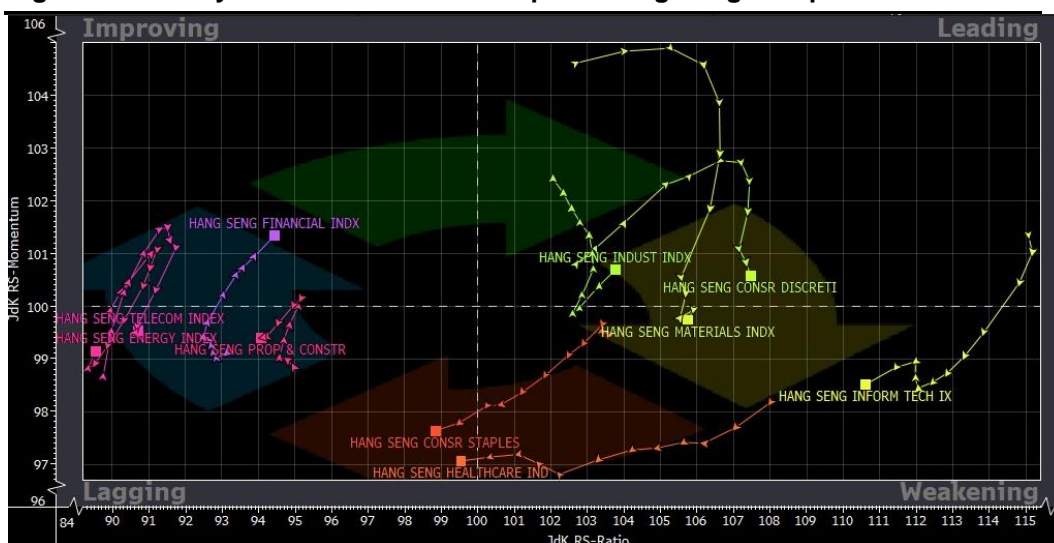 106
Improving
Leading
104
103
102
101
100
99
98
97
96
JdK RS-Momentum
HANG SENG FINANCIAL INDX
HANG SENG INDUST INDX
HANG SENG CONSR DISCRETI
HANG SENG TELECOM INDEX
HANG SENG MATERIALS INDX
HANG SENG ENERGY INDEX
HANG SENG PROP & CONSTR
HANG SENG INFORM TECH IX
HANG SENG CONSR STAPLES
HANG SENG HEALTHCARE IND
Lagging
Weakening
84 90 91 92 93 94 95 96 97 98 99 100 101 102 103 104 105 106 107 108 109 110 111 112 113 114 115
JdK RS-Ratio